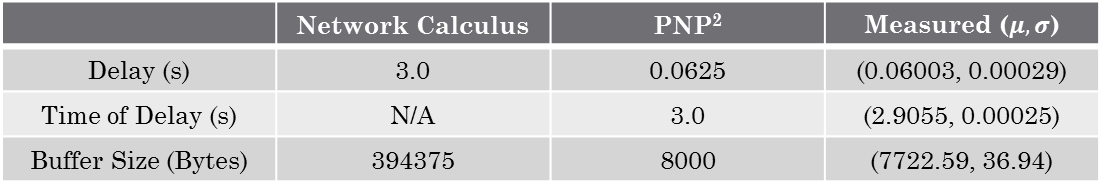 Network Calculus PNP² Measured (μ, σ)
Delay (s) 3.0 0.0625 (0.06003, 0.00029)
Time of Delay (s) N/A 3.0 (2.9055, 0.00025)
Buffer Size (Bytes) 394375 8000 (7722.59, 36.94)